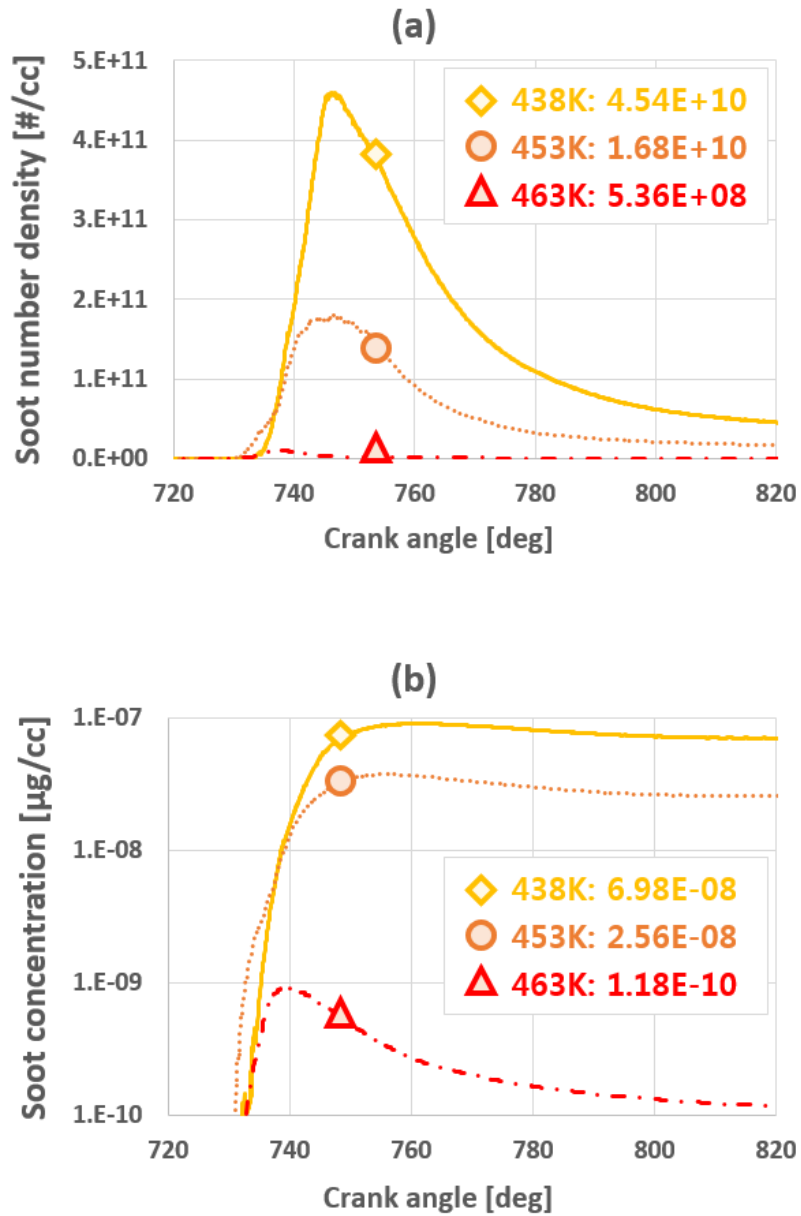 (a)
Soot number density [#/cc]
5.E+11
4.E+11
3.E+11
2.E+11
1.E+11
0.E+00
438K: 4.54E+10
453K: 1.68E+10
463K: 5.36E+08
720 740 760 780 800 820
Crank angle [deg]
(b)
Soot concentration [μg/cc]
1.E-07
1.E-08
1.E-09
1.E-10
438K: 6.98E-08
453K: 2.56E-08
463K: 1.18E-10
720 740 760 780 800 820
Crank angle [deg]